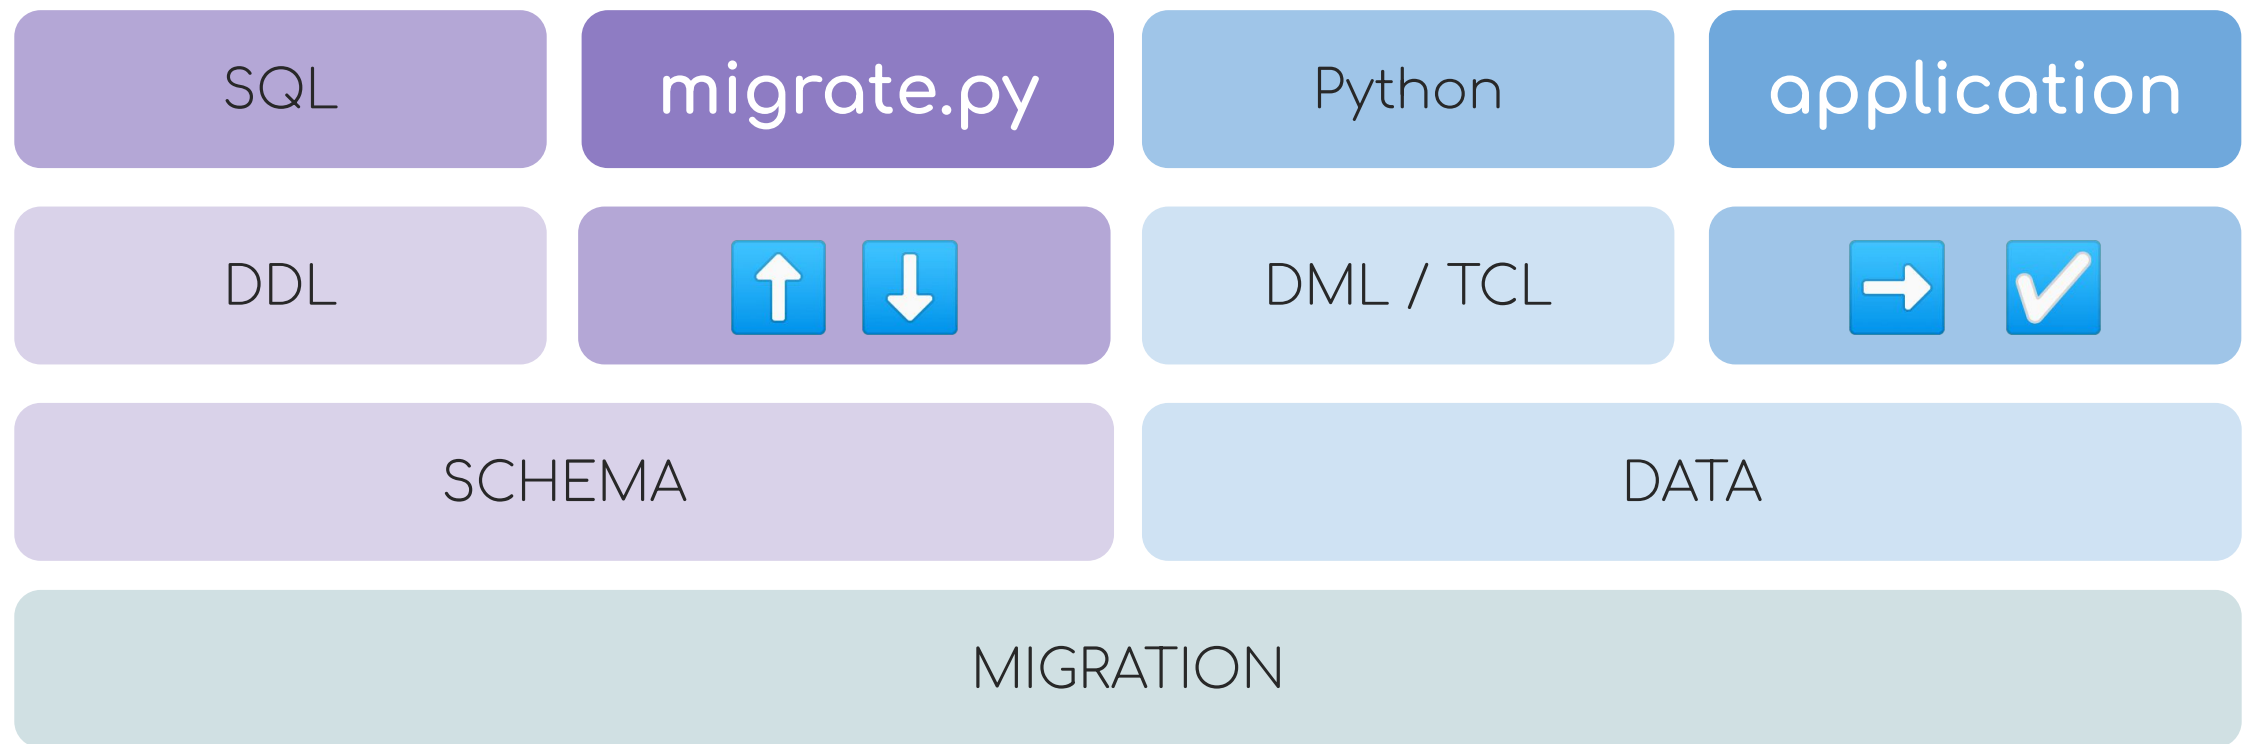 SQL
migrate.py
Python
application
DDL
DML / TCL
SCHEMA
DATA
MIGRATION